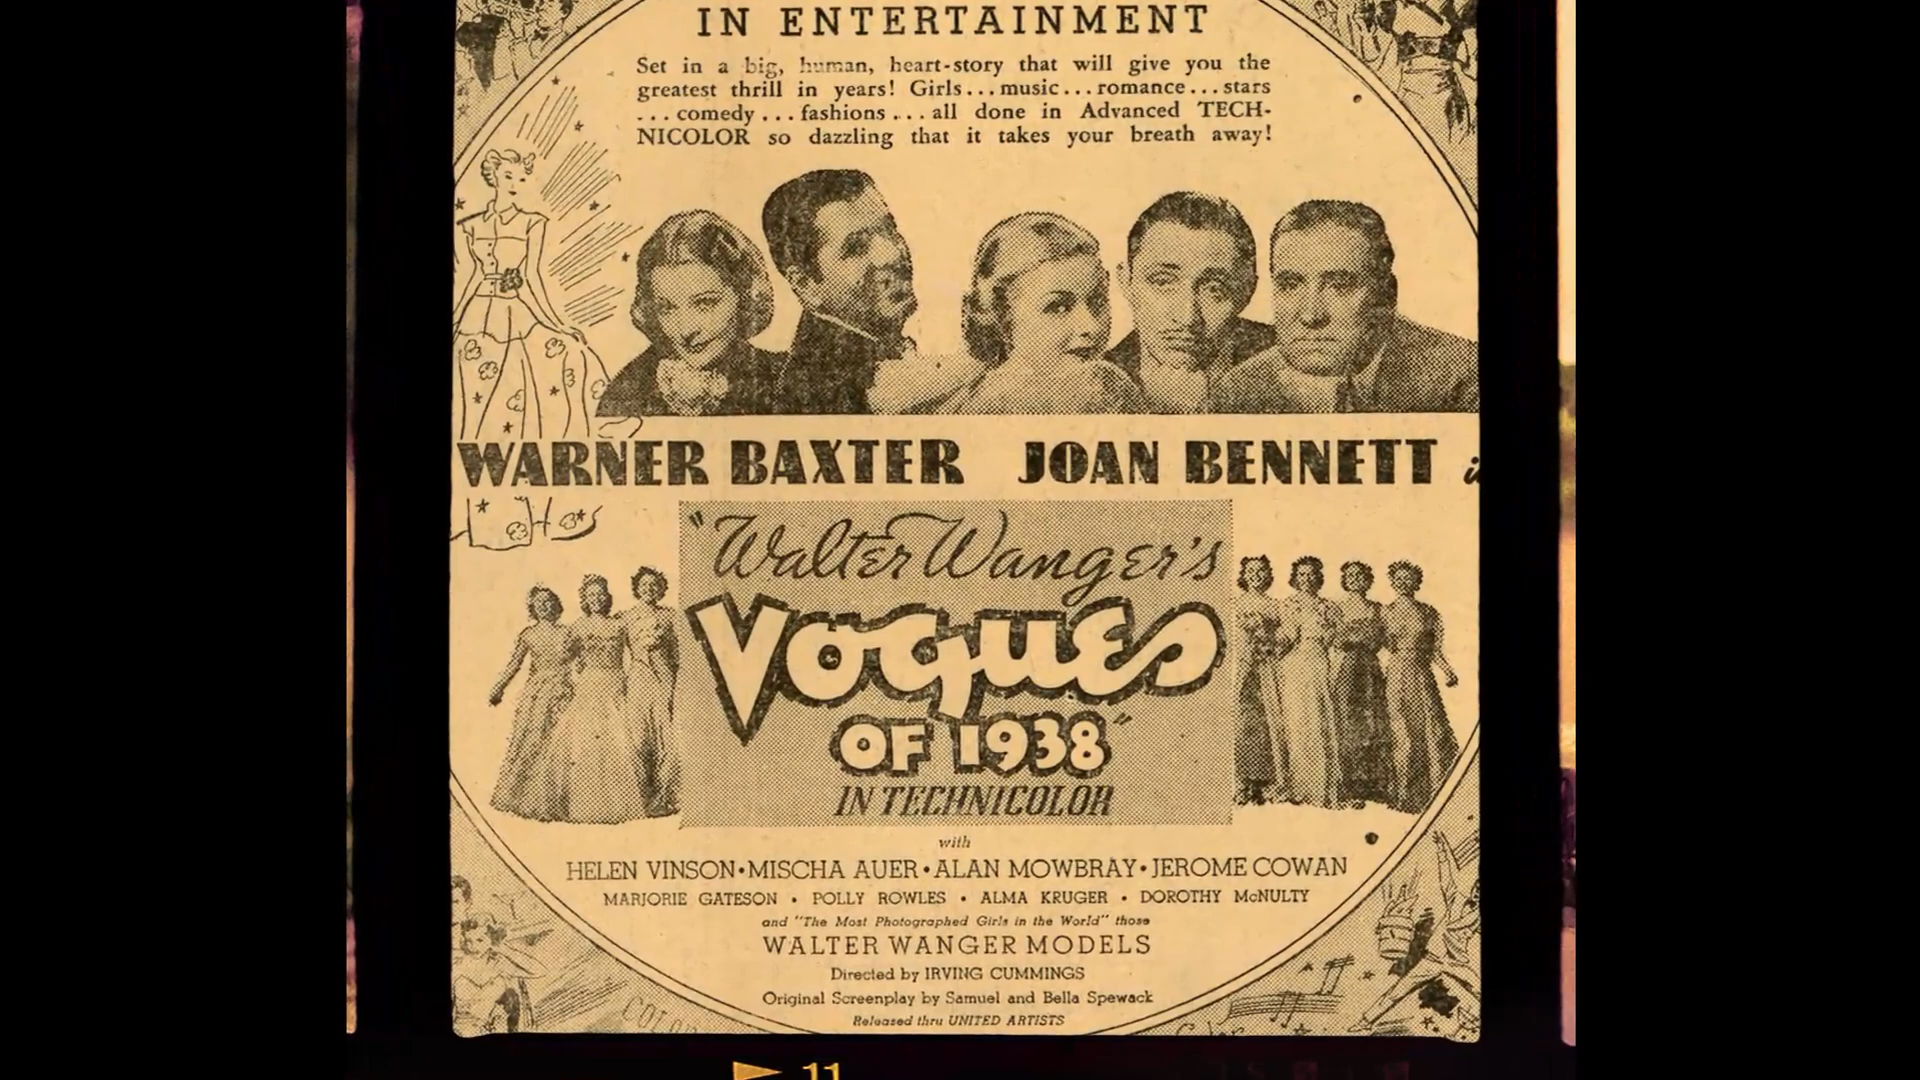 IN ENTERTAINMENT
Set in a big, human, heart-story that will give you the
greatest thrill in years! Girls...music...romance...stars
...comedy...fashions...all done in Advanced TECH-
NICOLOR so dazzling that it takes your breath away!
WARNER BAXTER JOAN BENNETT
"Walter Wanger's
VOGUES
OF 1938"
IN TECHNICOLOR
with
HELEN VINSON•MISCHA AUER•ALAN MOWBRAY•JEROME COWAN
MARJORIE GATESON • POLLY ROWLES • ALMA KRUGER • DOROTHY McNULTY
and "The Most Photographed Girls in the World" those
WALTER WANGER MODELS
Directed by IRVING CUMMINGS
Original Screenplay by Samuel and Bella Spewack
Released thru UNITED ARTISTS
11